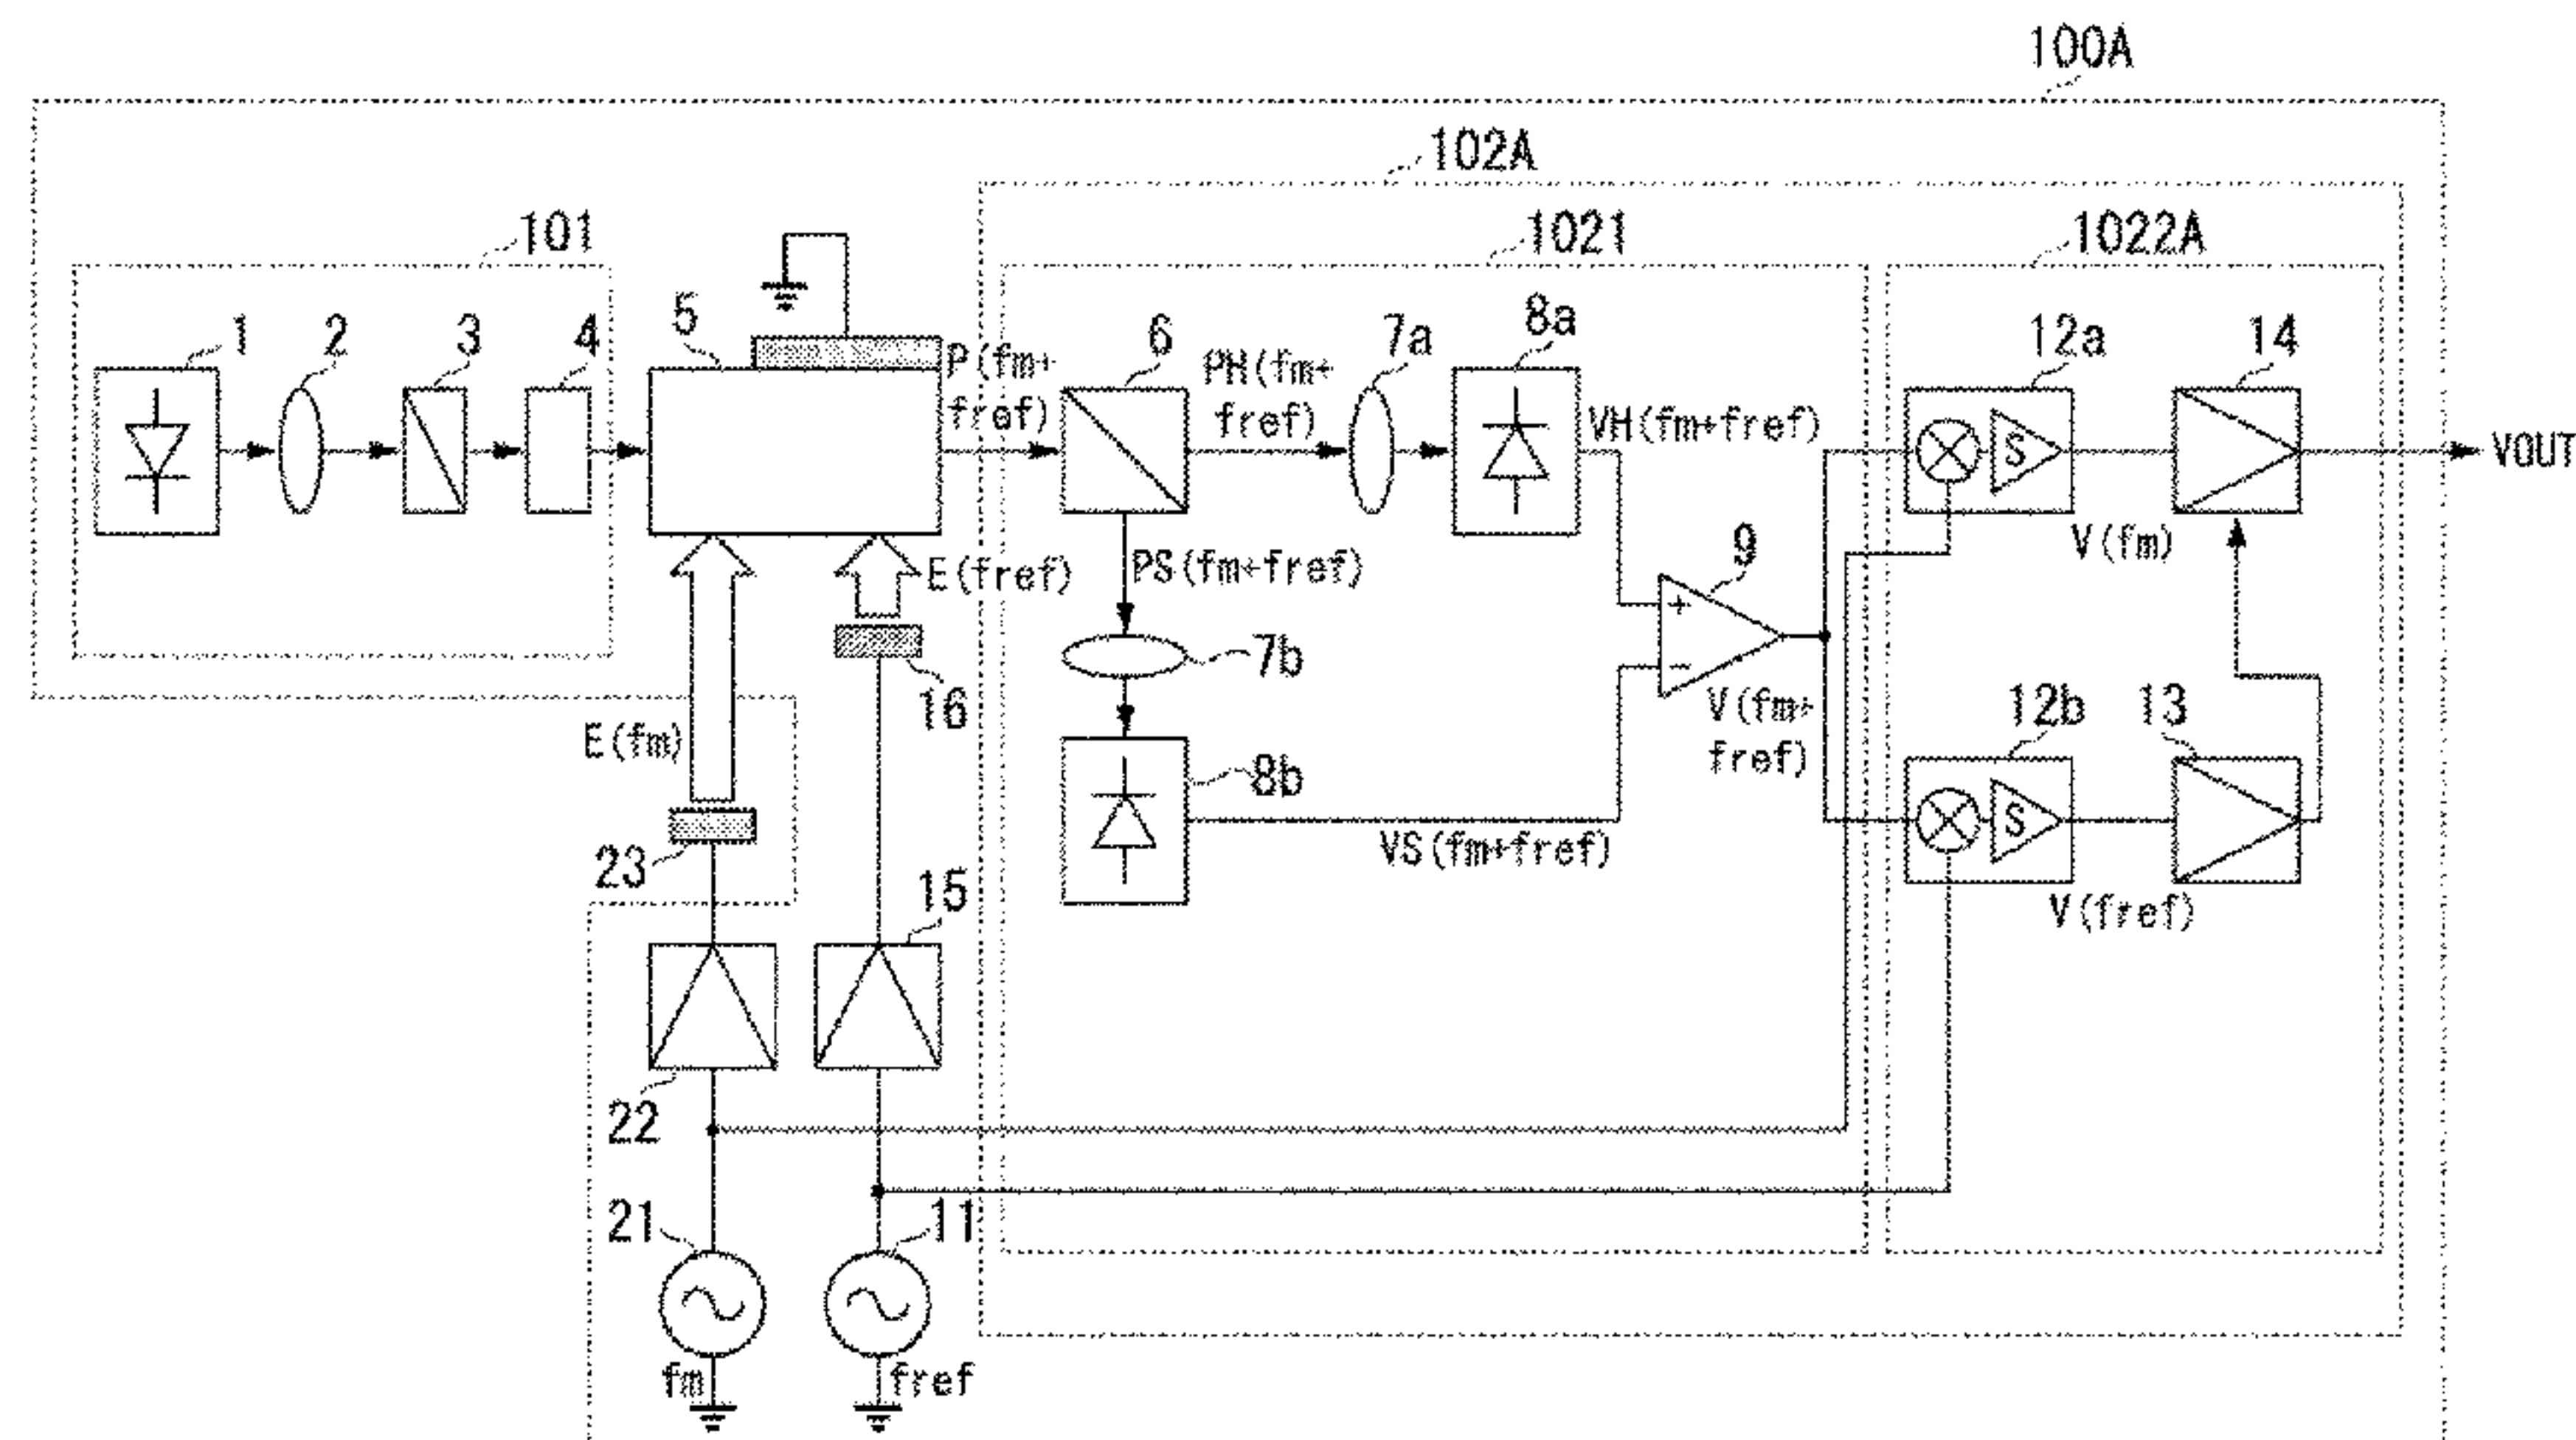 100A
102A
101
1021
1022A
1
2
3
4
5
6
7a
8a
12a
14
P(fm+
fref)
PH(fm+
fref)
VH(fm+fref)
S
VOUT
V(fm)
E(fref)
PS(fm+fref)
9
+
−
7b
16
E(fm)
V(fm+
fref)
12b
13
8b
S
VS(fm+fref)
23
15
V(fref)
22
21
11
fm
fref